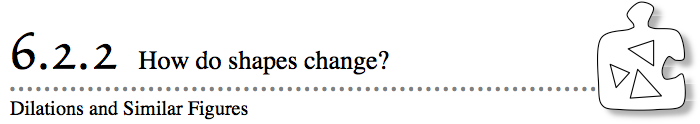 6.2.2 How do shapes change?
Dilations and Similar Figures